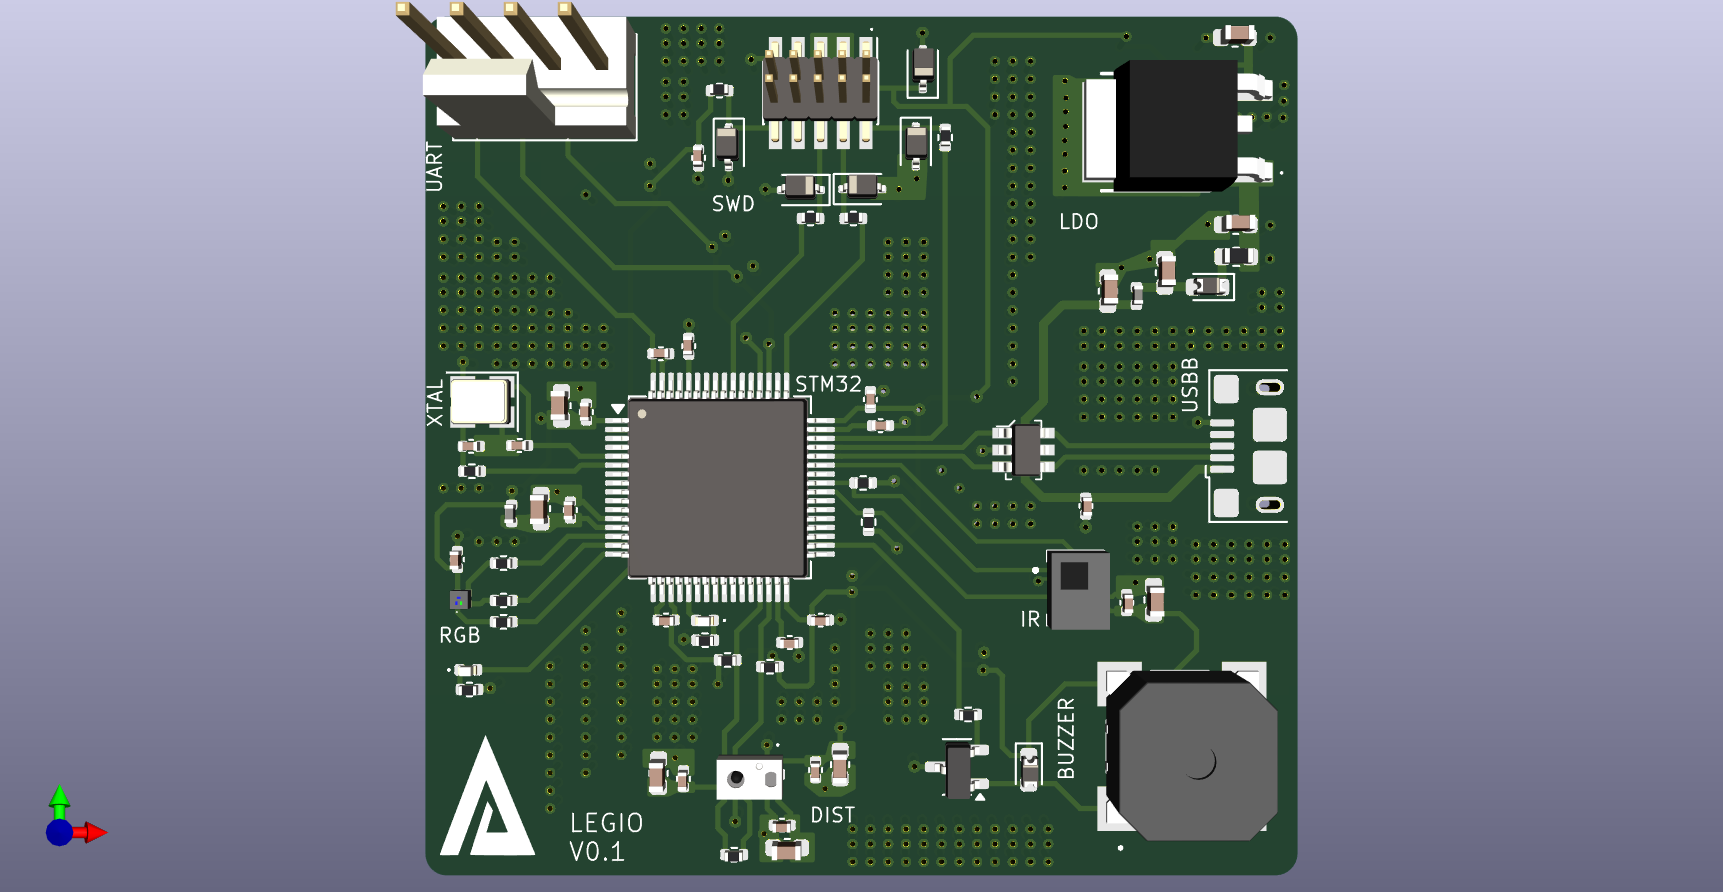 UART
SWD
LDO
STM32
XTAL
USBB
RGB
IR
BUZZER
DIST
LEGIO
V0.1